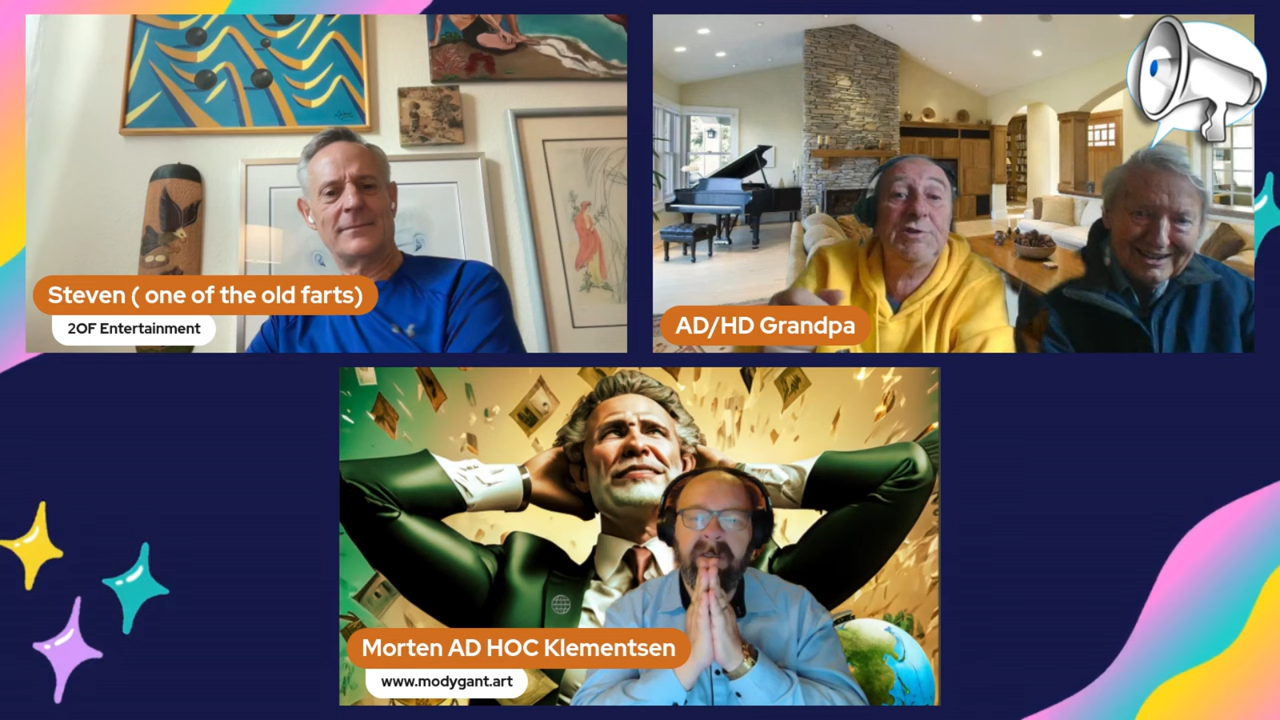 Steven ( one of the old farts)
2OF Entertainment
AD/HD Grandpa
Morten AD HOC Klementsen
www.modygant.art